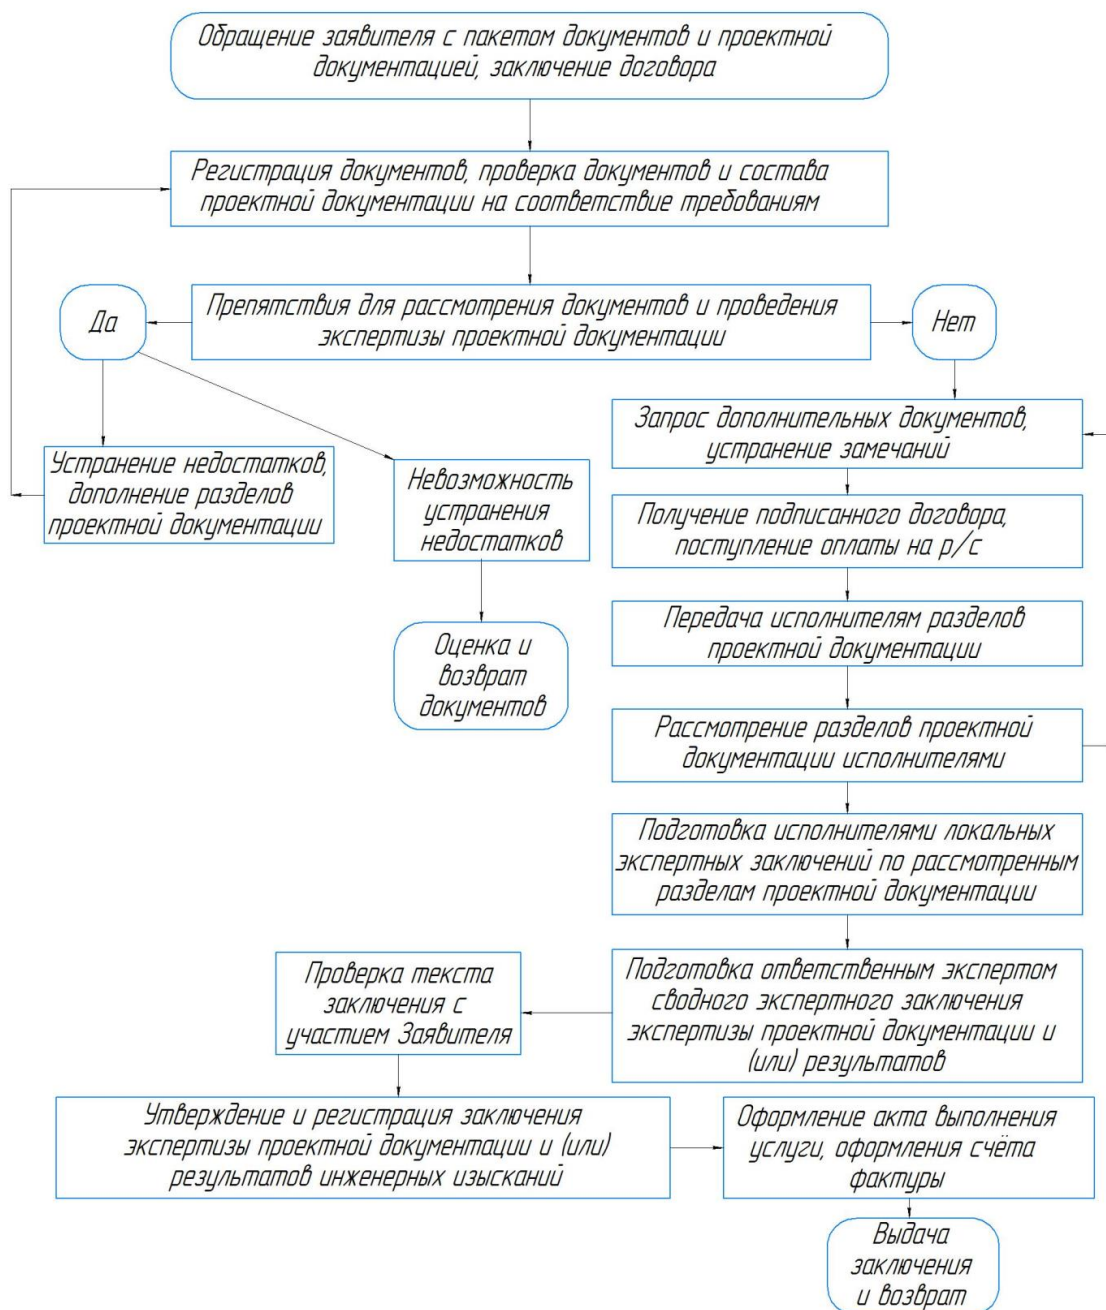 Обращение заявителя с пакетом документов и проектной
документацией, заключение договора
Регистрация документов, проверка документов и состава
проектной документации на соответствие требованиям
Препятствия для рассмотрения документов и проведения
экспертизы проектной документации
Да
Нет
Устранение недостатков,
дополнение разделов
проектной документации
Невозможность
устранения
недостатков
Оценка и
возврат
документов
Запрос дополнительных документов,
устранение замечаний
Получение подписанного договора,
поступление оплаты на р/с
Передача исполнителям разделов
проектной документации
Рассмотрение разделов проектной
документации исполнителями
Подготовка исполнителями локальных
экспертных заключений по рассмотренным
разделам проектной документации
Подготовка ответственным экспертом
сводного экспертного заключения
экспертизы проектной документации и
(или) результатов
Проверка текста
заключения с
участием Заявителя
Утверждение и регистрация заключения
экспертизы проектной документации и (или)
результатов инженерных изысканий
Оформление акта выполнения
услуги, оформления счёта
фактуры
Выдача
заключения
и возврат